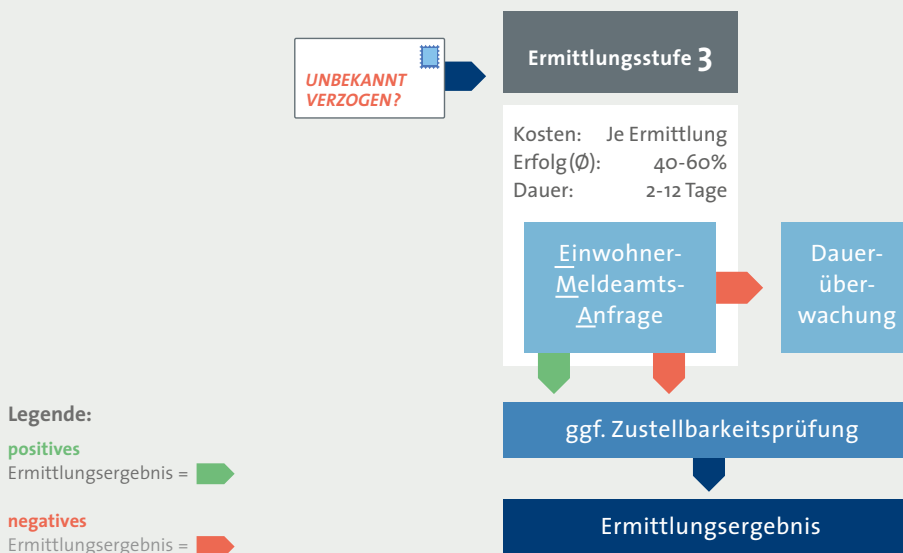 UNBEKANNT
VERZOGEN?
Ermittlungsstufe 3
Kosten: Je Ermittlung
Erfolg(Ø): 40-60%
Dauer: 2-12 Tage
Einwohner-
Meldeamts-
Anfrage
Dauer-
über-
wachung
ggf. Zustellbarkeitsprüfung
Ermittlungsergebnis
Legende:
positives
Ermittlungsergebnis =
negatives
Ermittlungsergebnis =